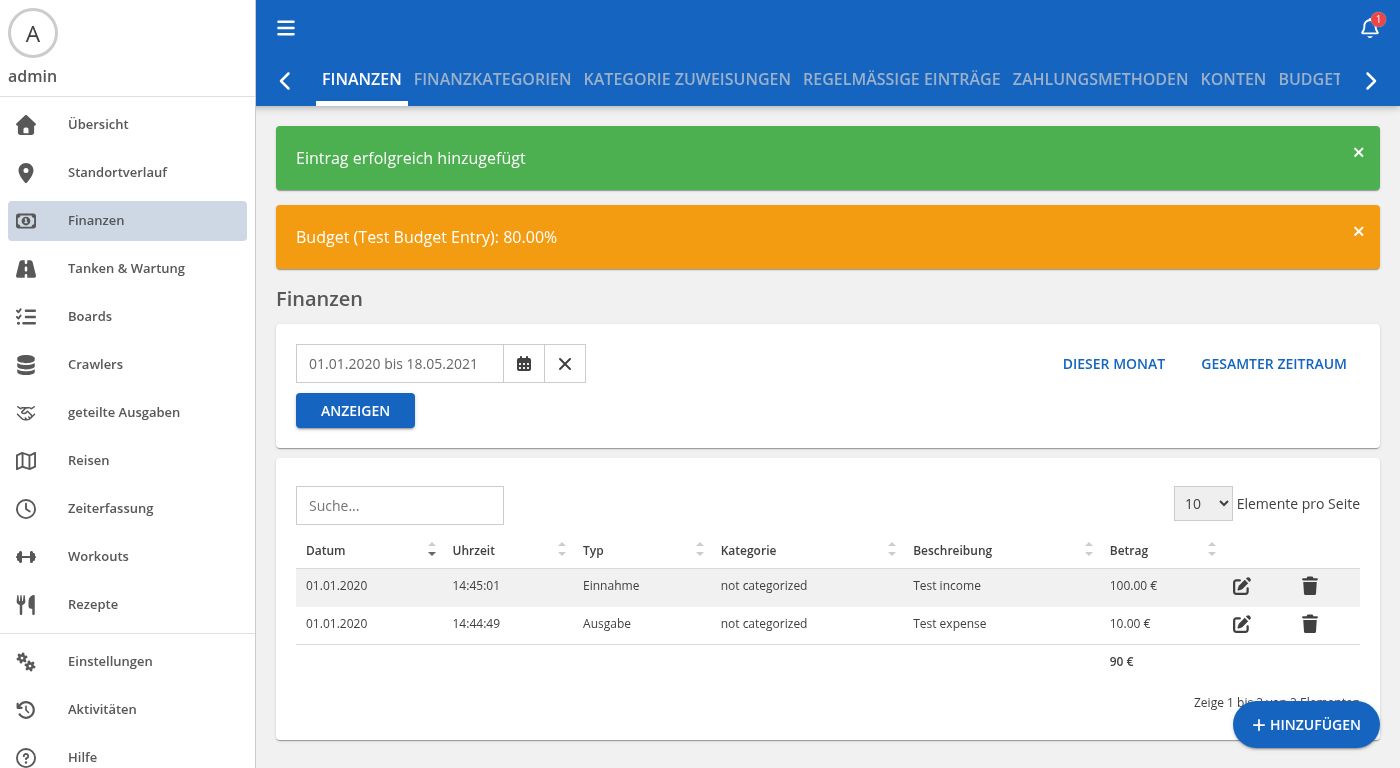 A
admin
Übersicht
Standortverlauf
Finanzen
Tanken & Wartung
Boards
Crawlers
geteilte Ausgaben
Reisen
Zeiterfassung
Workouts
Rezepte
Einstellungen
Aktivitäten
Hilfe
1
FINANZEN FINANZKATEGORIEN KATEGORIE ZUWEISUNGEN REGELMÄSSIGE EINTRÄGE ZAHLUNGSMETHODEN KONTEN BUDGET
Eintrag erfolgreich hinzugefügt
Budget (Test Budget Entry): 80.00%
Finanzen
01.01.2020 bis 18.05.2021 DIESER MONAT GESAMTER ZEITRAUM
ANZEIGEN
Suche... 10 Elemente pro Seite
Datum Uhrzeit Typ Kategorie Beschreibung Betrag
01.01.2020 14:45:01 Einnahme not categorized Test income 100.00 €
01.01.2020 14:44:49 Ausgabe not categorized Test expense 10.00 €
90 €
Zeige 1 bis 2 von 2 Elementen
HINZUFÜGEN